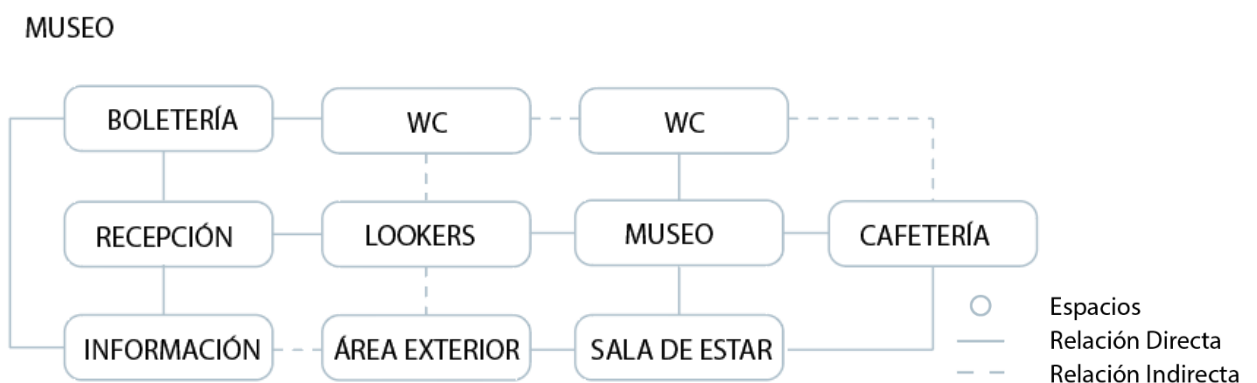 MUSEO
BOLETERÍA
WC
WC
RECEPCIÓN
LOOKERS
MUSEO
CAFETERÍA
INFORMACIÓN
ÁREA EXTERIOR
SALA DE ESTAR
Espacios
Relación Directa
Relación Indirecta